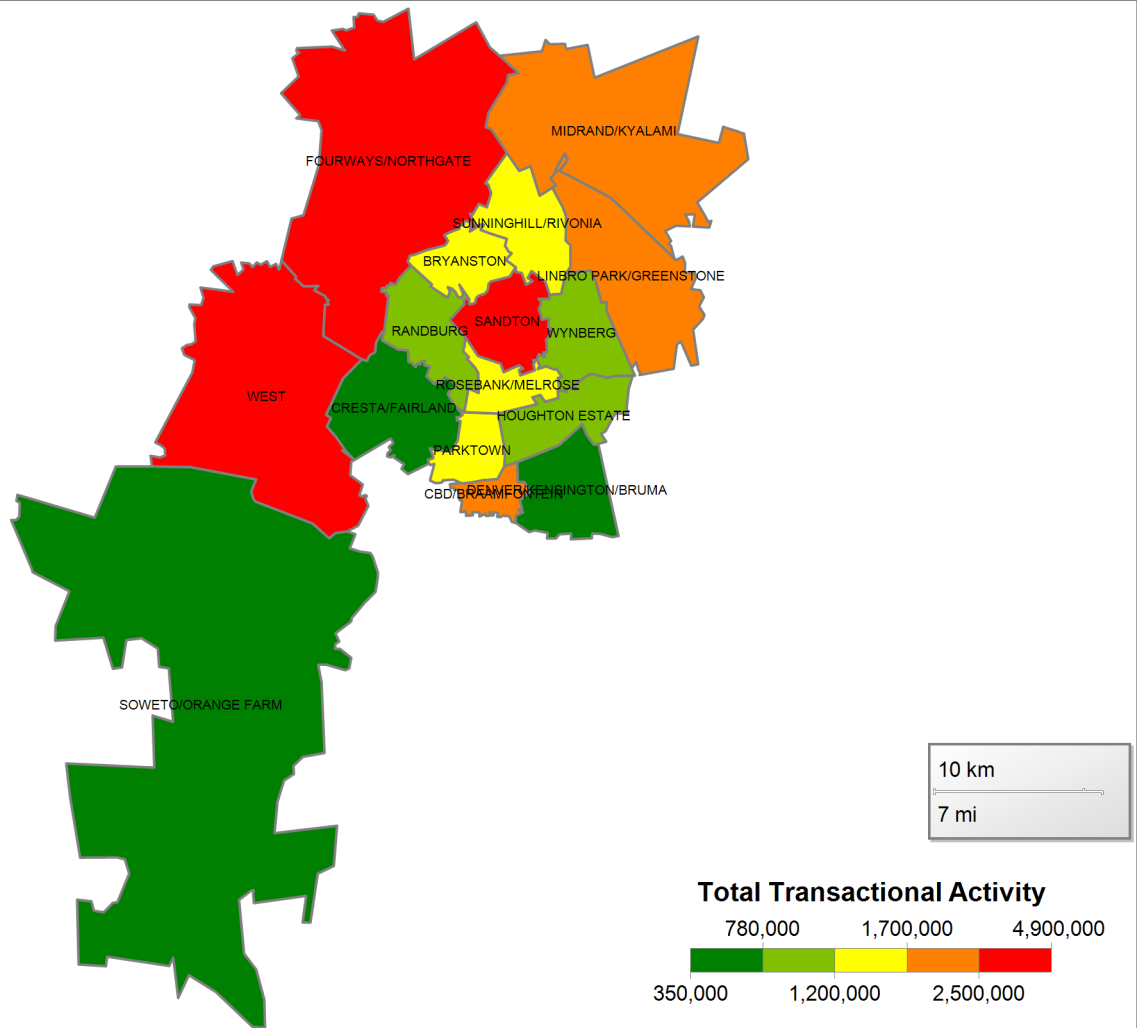 MIDRAND/KYALAMI
FOURWAYS/NORTHGATE
SUNNINGHILL/RIVONIA
BRYANSTON
LINBRO PARK/GREENSTONE
SANDTON
RANDBURG
WYNBERG
ROSEBANK/MELROSE
WEST
CRESTA/FAIRLAND
HOUGHTON ESTATE
PARKTOWN
DENVER/KENSINGTON/BRUMA
CBD/BRAAMFONTEIN
SOWETO/ORANGE FARM
10 km
7 mi
Total Transactional Activity
780,000 1,700,000 4,900,000
350,000 1,200,000 2,500,000